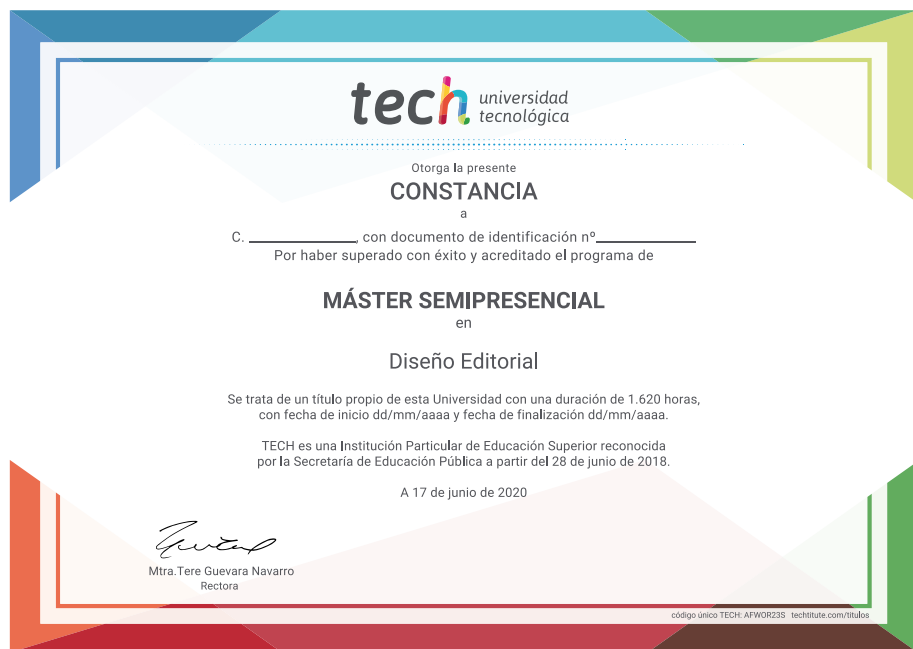 tech universidad
tecnológica
Otorga la presente
CONSTANCIA
a
C. ____________, con documento de identificación nº___________
Por haber superado con éxito y acreditado el programa de
MÁSTER SEMIPRESENCIAL
en
Diseño Editorial
Se trata de un título propio de esta Universidad con una duración de 1.620 horas,
con fecha de inicio dd/mm/aaaa y fecha de finalización dd/mm/aaaa.
TECH es una Institución Particular de Educación Superior reconocida
por la Secretaría de Educación Pública a partir del 28 de junio de 2018.
A 17 de junio de 2020
Mtra.Tere Guevara Navarro
Rectora
código único TECH: AFWOR23S techtitute.com/titulos